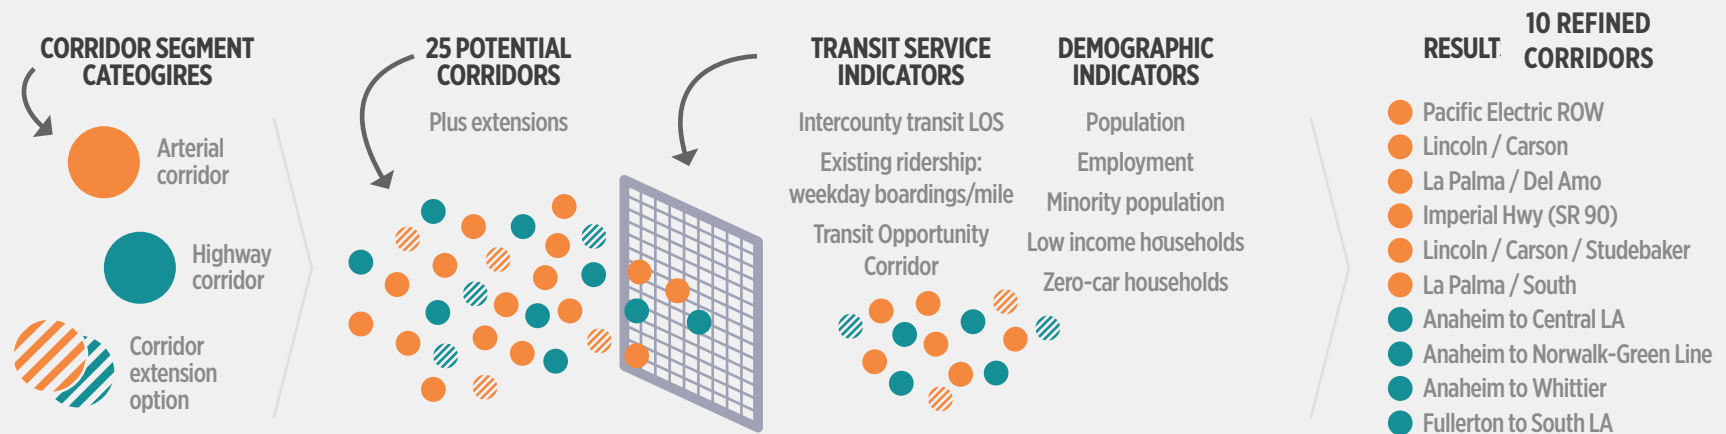 CORRIDOR SEGMENT
CATEOGIRES
Arterial
corridor
Highway
corridor
Corridor
extension
option
25 POTENTIAL
CORRIDORS
Plus extensions
TRANSIT SERVICE
INDICATORS
Intercounty transit LOS
Existing ridership:
weekday boardings/mile
Transit Opportunity
Corridor
DEMOGRAPHIC
INDICATORS
Population
Employment
Minority population
Low income households
Zero-car households
RESULT
10 REFINED
CORRIDORS
Pacific Electric ROW
Lincoln / Carson
La Palma / Del Amo
Imperial Hwy (SR 90)
Lincoln / Carson / Studebaker
La Palma / South
Anaheim to Central LA
Anaheim to Norwalk-Green Line
Anaheim to Whittier
Fullerton to South LA